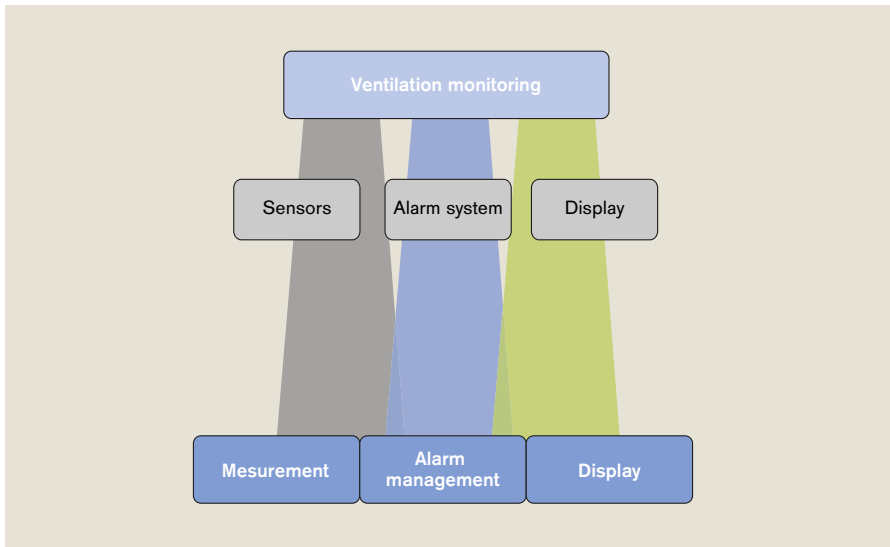 Ventilation monitoring
Sensors
Alarm system
Display
Mesurement
Alarm
management
Display